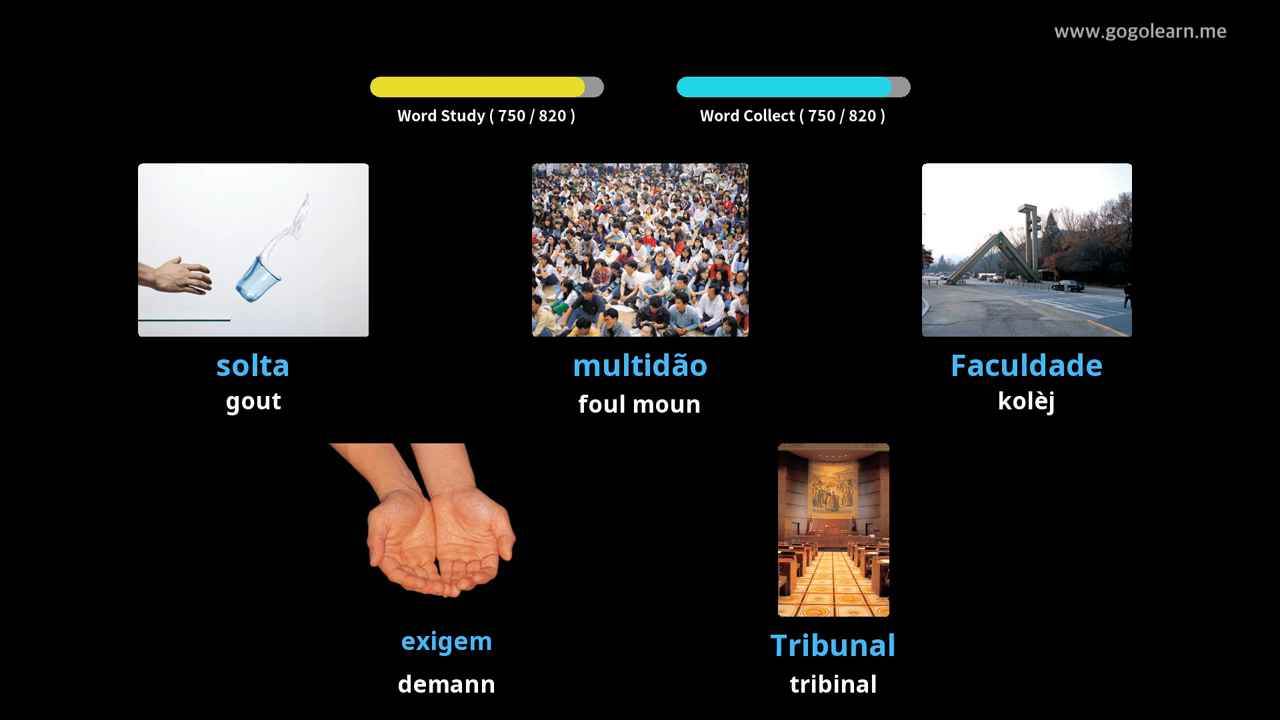 www.gogolearn.me
Word Study ( 750 / 820 )
Word Collect ( 750 / 820 )
solta
gout
multidão
foul moun
Faculdade
kolèj
exigem
demann
Tribunal
tribinal